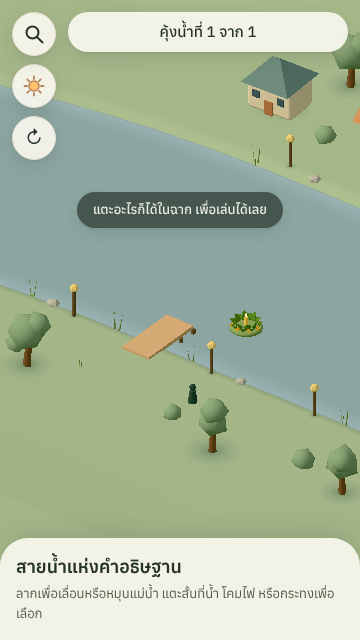 คุ้งน้ำที่ 1 จาก 1
แตะอะไรก็ได้ในฉาก เพื่อเล่นได้เลย
สายน้ำแห่งคำอธิษฐาน
ลากเพื่อเลื่อนหรือหมุนแม่น้ำ แตะสั้นที่น้ำ โคมไฟ หรือกระทงเพื่อ
เลือก